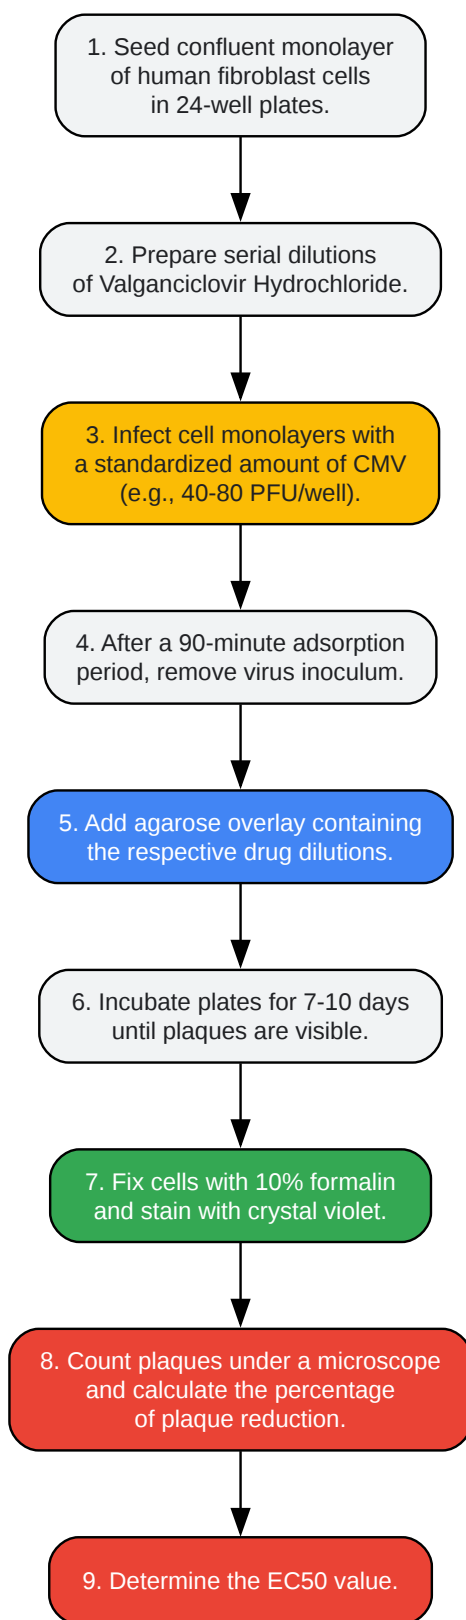 1. Seed confluent monolayer
of human fibroblast cells
in 24-well plates.
2. Prepare serial dilutions
of Valganciclovir Hydrochloride.
3. Infect cell monolayers with
a standardized amount of CMV
(e.g., 40-80 PFU/well).
4. After a 90-minute adsorption
period, remove virus inoculum.
5. Add agarose overlay containing
the respective drug dilutions.
6. Incubate plates for 7-10 days
until plaques are visible.
7. Fix cells with 10% formalin
and stain with crystal violet.
8. Count plaques under a microscope
and calculate the percentage
of plaque reduction.
9. Determine the EC50 value.